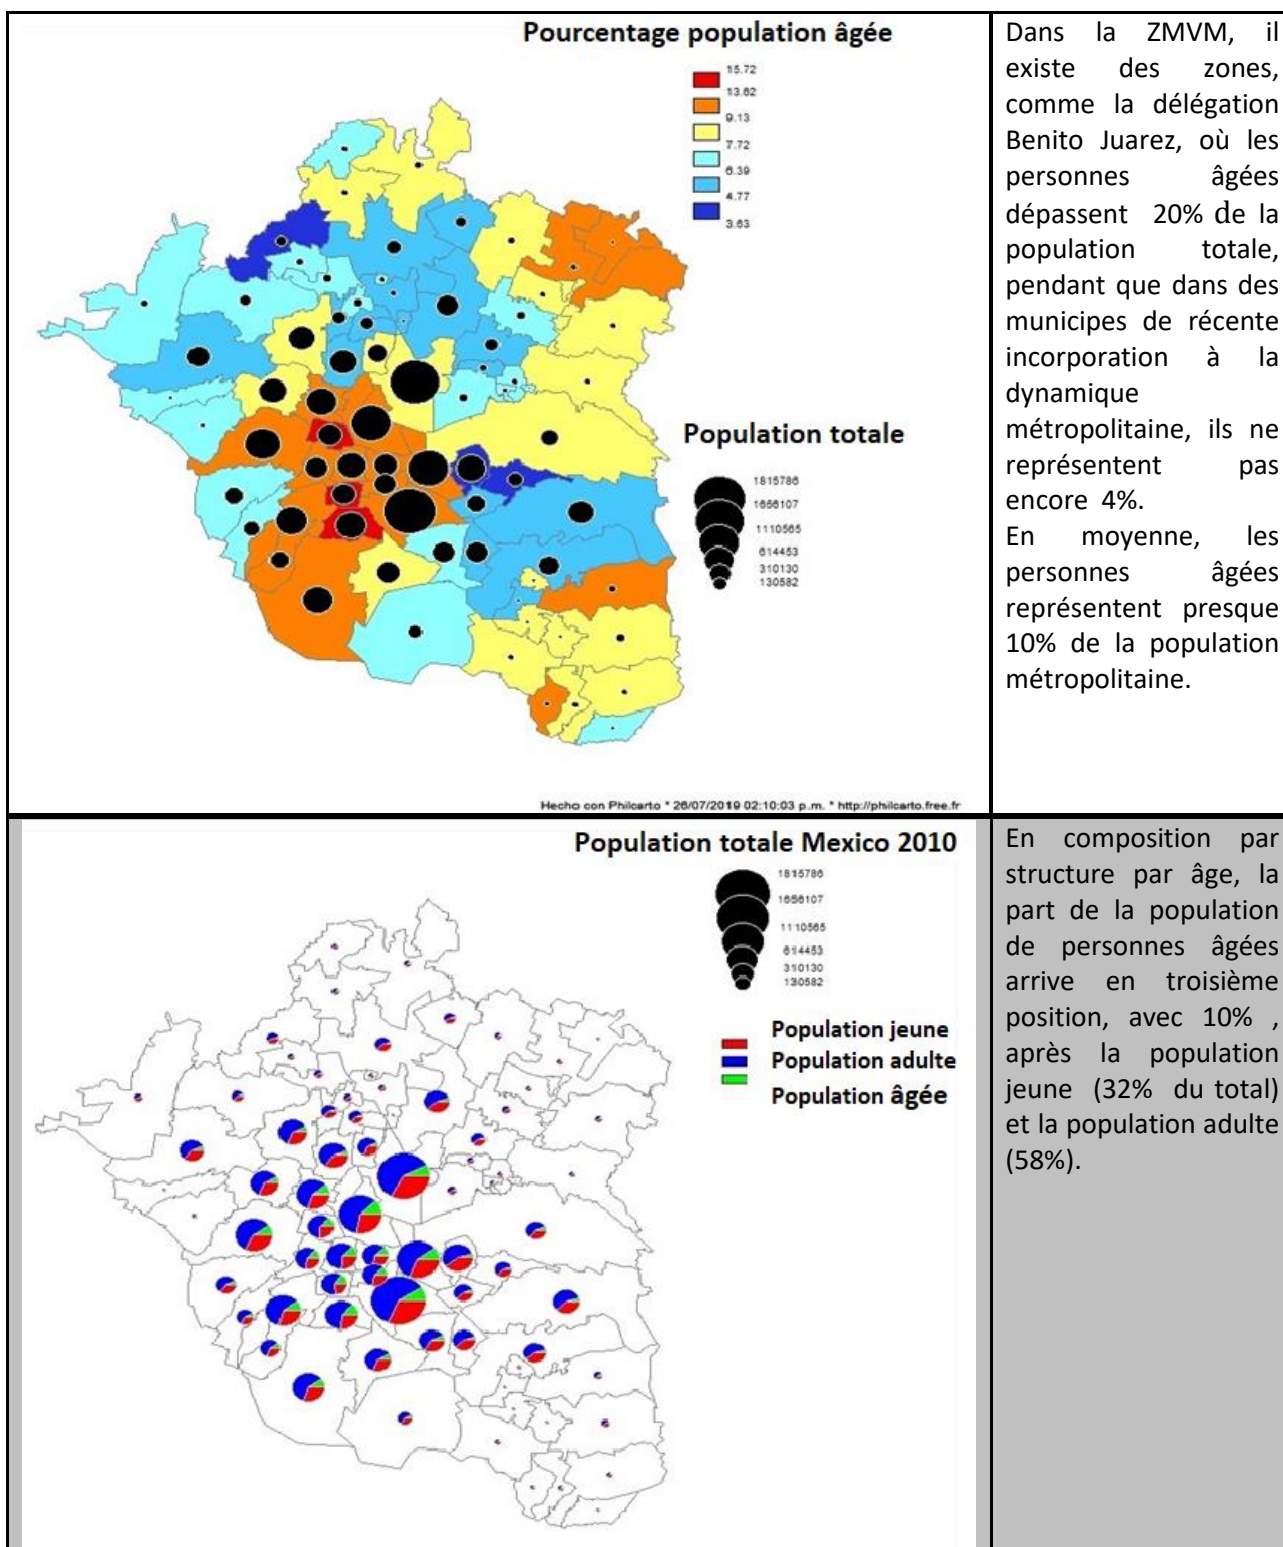 Pourcentage population âgée
15.72
13.62
9.13
7.72
6.39
4.77
3.63
Population totale
1815786
1656107
1110565
614453
310130
130582
Hecho con Philcarto * 26/07/2019 02:10:03 p.m. * http://philcarto.free.fr
Dans la ZMVM, il
existe des zones,
comme la délégation
Benito Juarez, où les
personnes âgées
dépassent 20% de la
population totale,
pendant que dans des
municipes de récente
incorporation à la
dynamique
métropolitaine, ils ne
représentent pas
encore 4%.
En moyenne, les
personnes âgées
représentent presque
10% de la population
métropolitaine.
Population totale Mexico 2010
1815786
1656107
1110565
614453
310130
130582
Population jeune
Population adulte
Population âgée
En composition par
structure par âge, la
part de la population
de personnes âgées
arrive en troisième
position, avec 10% ,
après la population
jeune (32% du total)
et la population adulte
(58%).